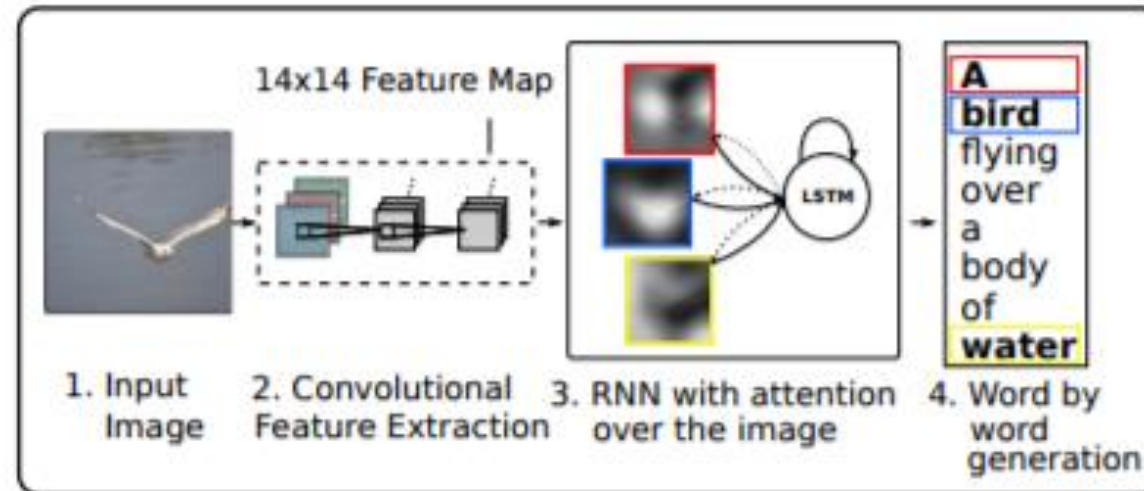 14x14 Feature Map
LSTM
A
bird
flying
over
a
body
of
water
1. Input
Image
2. Convolutional
Feature Extraction
3. RNN with attention
over the image
4. Word by
word
generation